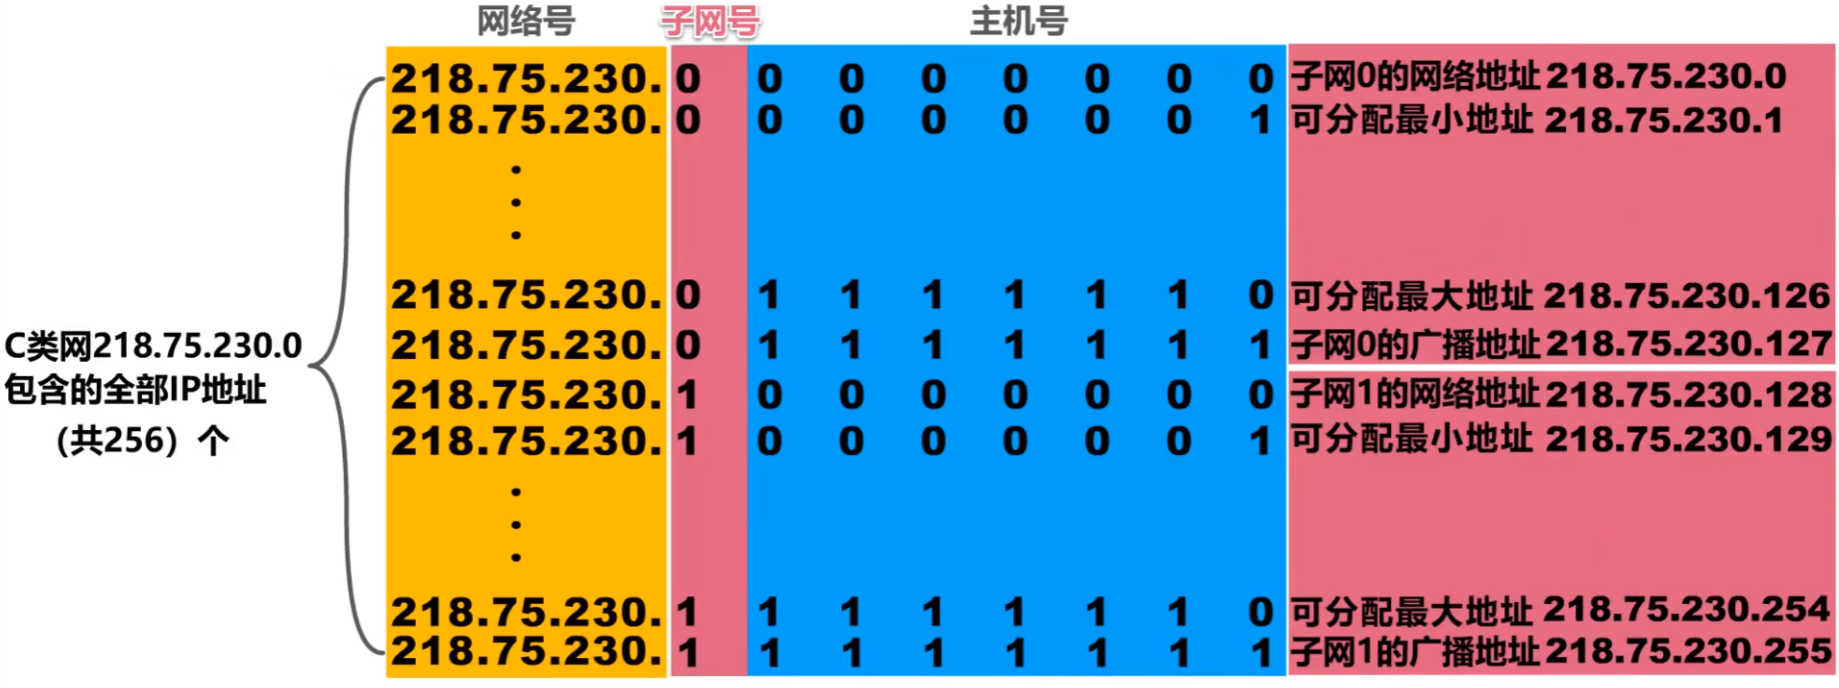 网络号 子网号 主机号
218.75.230. 0 0 0 0 0 0 0 0 子网0的网络地址 218.75.230.0
218.75.230. 0 0 0 0 0 0 0 1 可分配最小地址 218.75.230.1
218.75.230. 0 1 1 1 1 1 1 0 可分配最大地址 218.75.230.126
218.75.230. 0 1 1 1 1 1 1 1 子网0的广播地址 218.75.230.127
C类网218.75.230.0
包含的全部IP地址
（共256）个
218.75.230. 1 0 0 0 0 0 0 0 子网1的网络地址 218.75.230.128
218.75.230. 1 0 0 0 0 0 0 1 可分配最小地址 218.75.230.129
218.75.230. 1 1 1 1 1 1 1 0 可分配最大地址 218.75.230.254
218.75.230. 1 1 1 1 1 1 1 1 子网1的广播地址 218.75.230.255